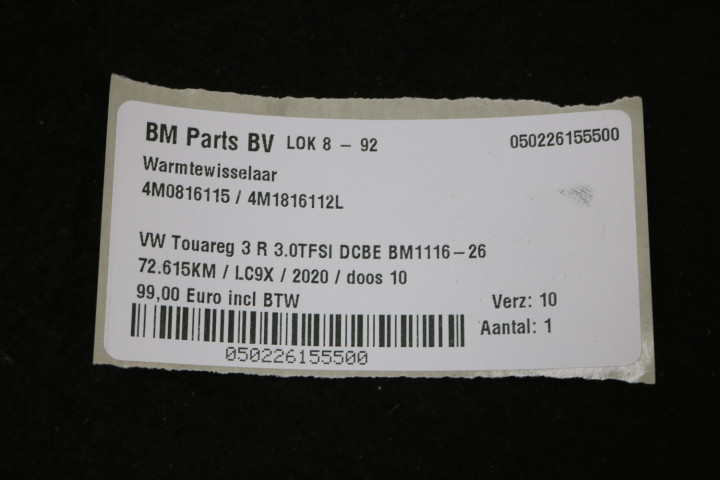 BM Parts BV LOK 8 - 92 050226155500
Warmtewisselaar
4M0816115 / 4M1816112L
VW Touareg 3 R 3.0TFSI DCBE BM1116-26
72.615KM / LC9X / 2020 / doos 10
99,00 Euro incl BTW Verz: 10
Aantal: 1
050226155500